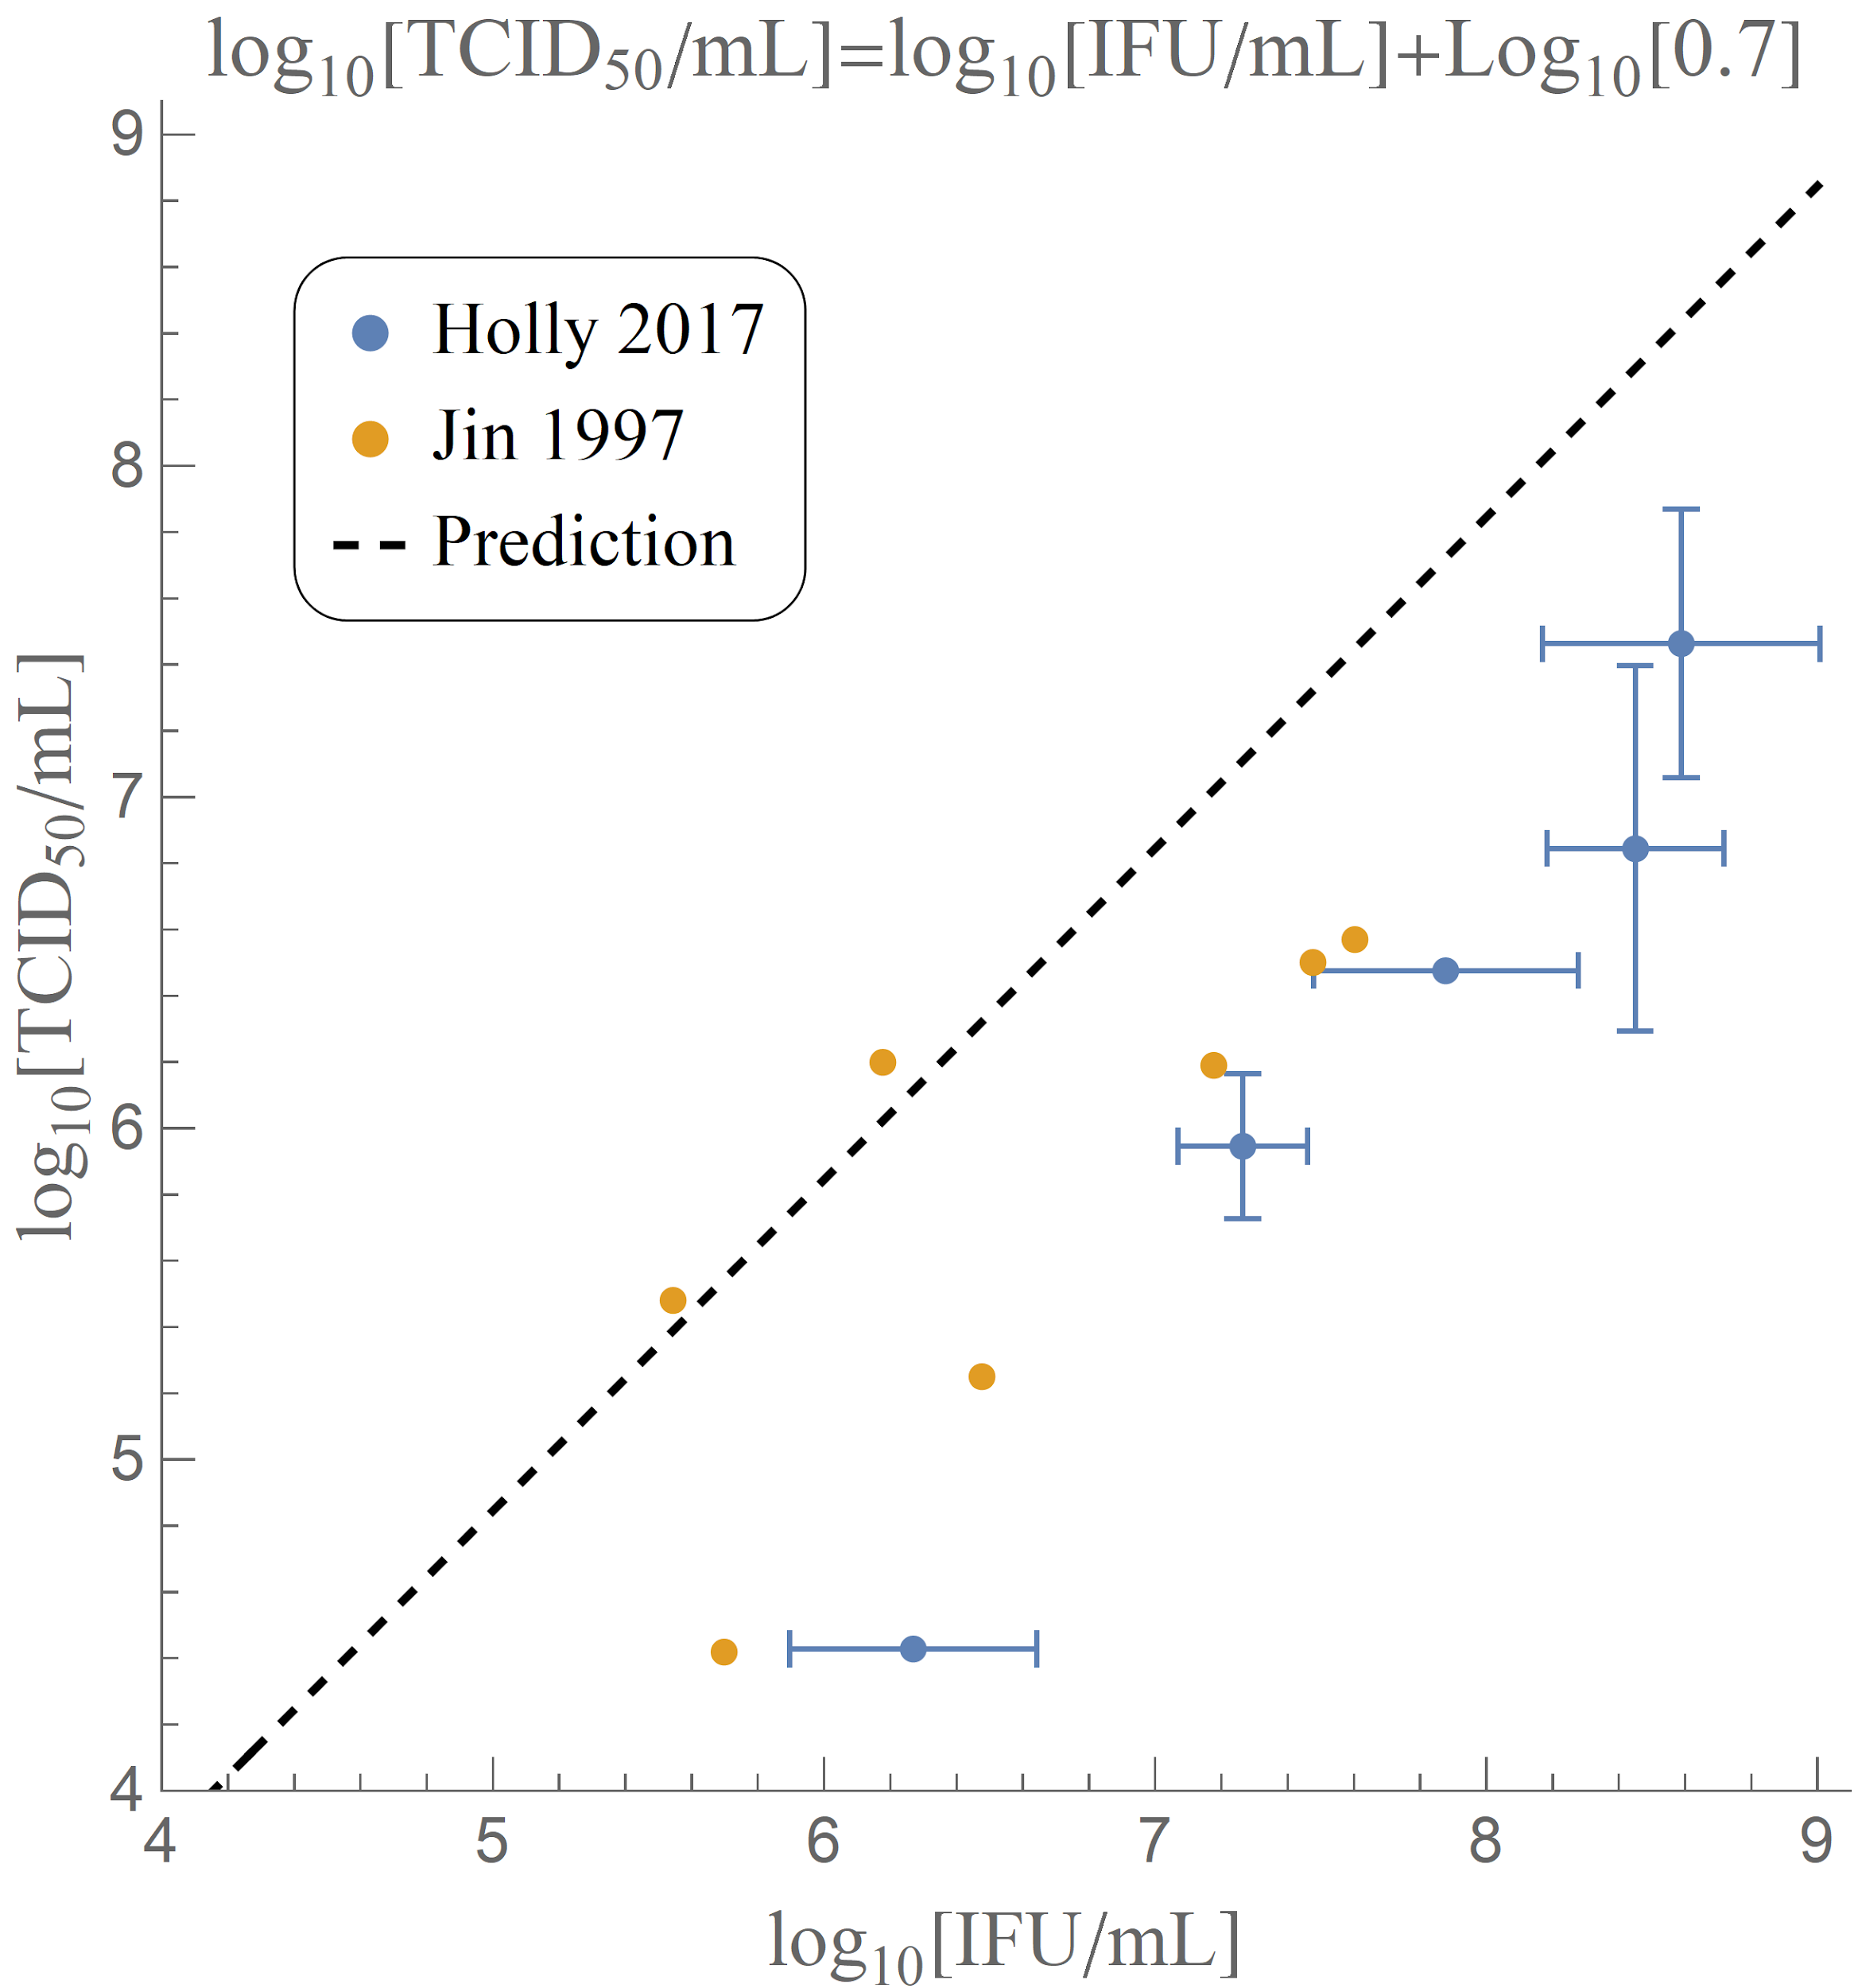 log10[TCID50/mL]=log10[IFU/mL]+Log10[0.7]
9
Holly 2017
Jin 1997
Prediction
8
7
6
5
4
log10[TCID50/mL]
4 5 6 7 8 9
log10[IFU/mL]